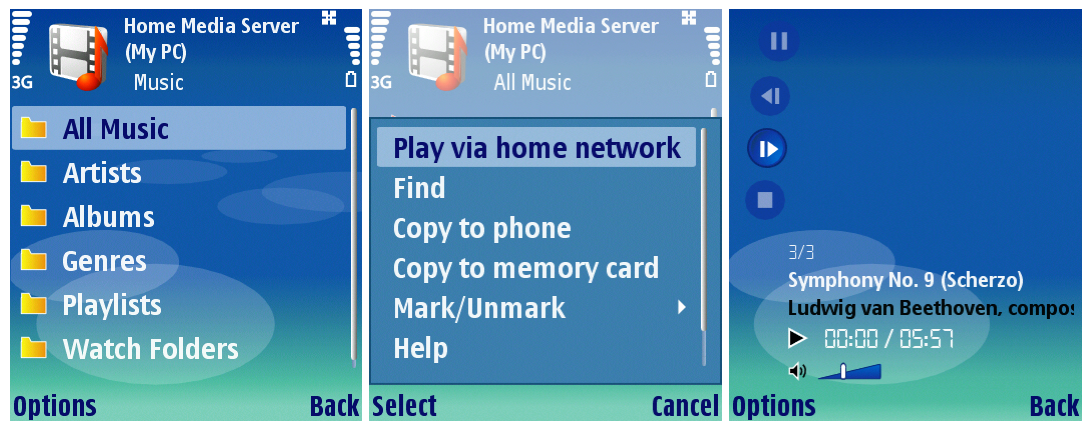 Home Media Server
(My PC)
3G
Music
All Music
Artists
Albums
Genres
Playlists
Watch Folders
Options
Back
Home Media Server
(My PC)
3G
All Music
Play via home network
Find
Copy to phone
Copy to memory card
Mark/Unmark
Help
Select
Cancel
3/3
Symphony No. 9 (Scherzo)
Ludwig van Beethoven, compos
00:00 / 05:57
Options
Back